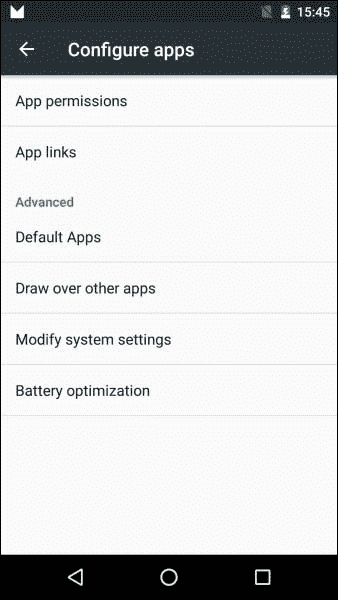 15:45
Configure apps
App permissions
App links
Advanced
Default Apps
Draw over other apps
Modify system settings
Battery optimization